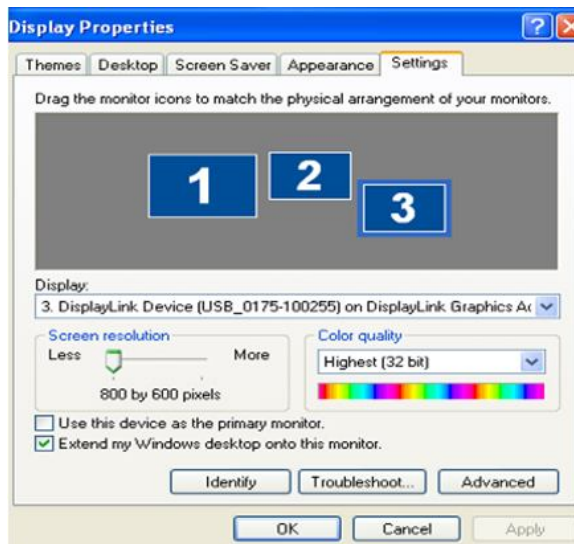 Display Properties
Themes Desktop Screen Saver Appearance Settings
Drag the monitor icons to match the physical arrangement of your monitors.
1 2 3
Display:
3. DisplayLink Device (USB_0175-100255) on DisplayLink Graphics Ac
Screen resolution
Less More
800 by 600 pixels
Color quality
Highest (32 bit)
Use this device as the primary monitor.
Extend my Windows desktop onto this monitor.
Identify Troubleshoot... Advanced
OK Cancel Apply